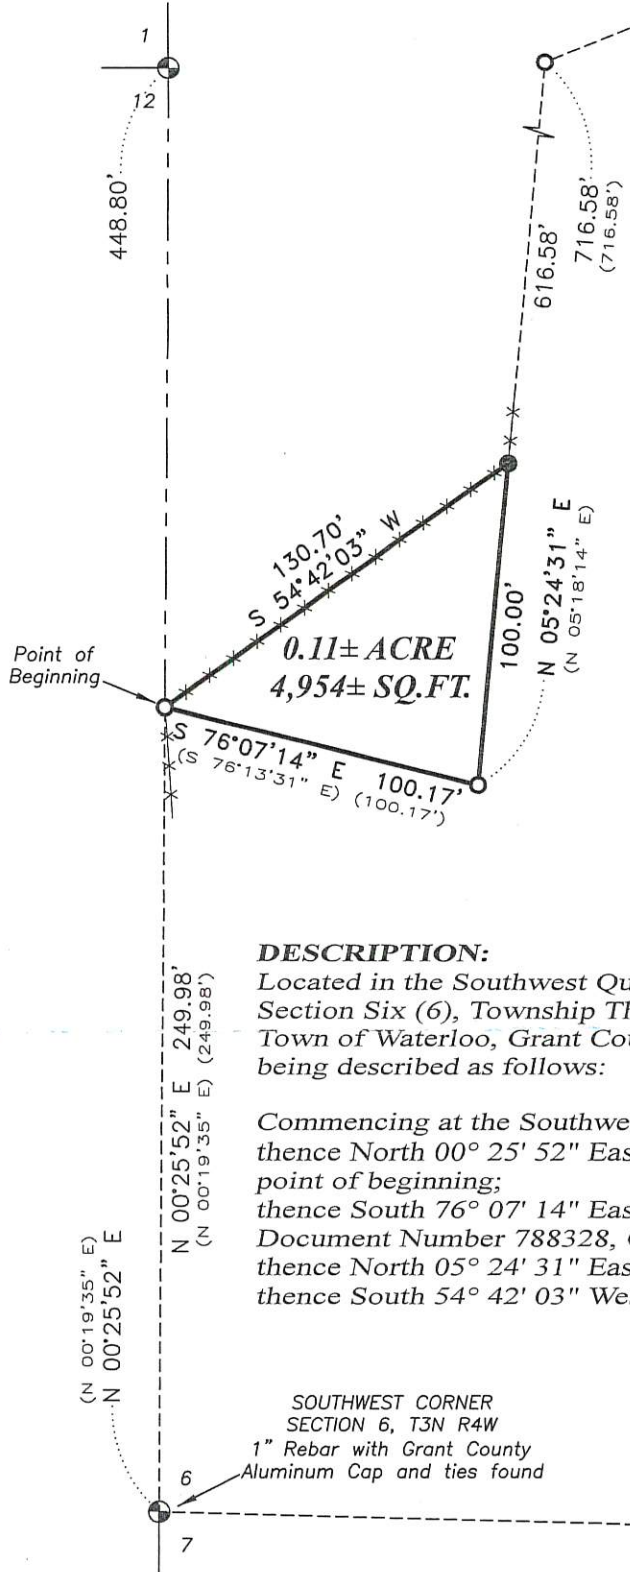 1
12
448.80'
616.58'
716.58'
(716.58')
130.70'
S 54°42'03" W
0.11± ACRE
4,954± SQ.FT.
100.00'
N 05°24'31" E
(N 05°18'14" E)
Point of
Beginning
S 76°07'14" E 100.17'
(S 76°13'31" E) (100.17')
N 00°25'52" E 249.98'
(N 00°19'35" E) (249.98')
DESCRIPTION:
Located in the Southwest Qu
Section Six (6), Township Th
Town of Waterloo, Grant Cou
being described as follows:
Commencing at the Southwe
thence North 00° 25' 52" Eas
point of beginning;
thence South 76° 07' 14" Eas
Document Number 788328,
thence North 05° 24' 31" Eas
thence South 54° 42' 03" We
(N 00°19'35" E)
N 00°25'52" E
SOUTHWEST CORNER
SECTION 6, T3N R4W
1" Rebar with Grant County
Aluminum Cap and ties found
6
7